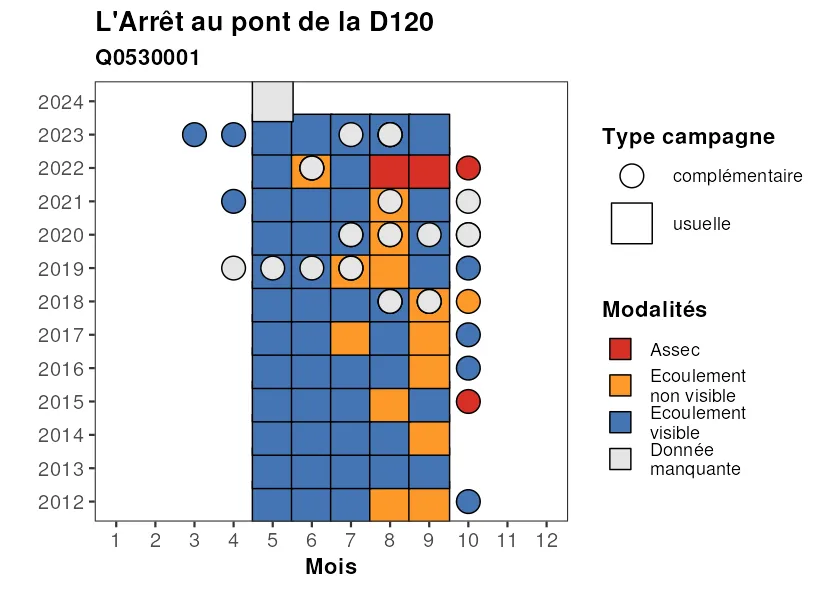 L'Arrêt au pont de la D120
Q0530001
2024
2023
2022
2021
2020
2019
2018
2017
2016
2015
2014
2013
2012
1 2 3 4 5 6 7 8 9 10 11 12
Mois
Type campagne
complémentaire
usuelle
Modalités
Assec
Ecoulement
non visible
Ecoulement
visible
Donnée
manquante